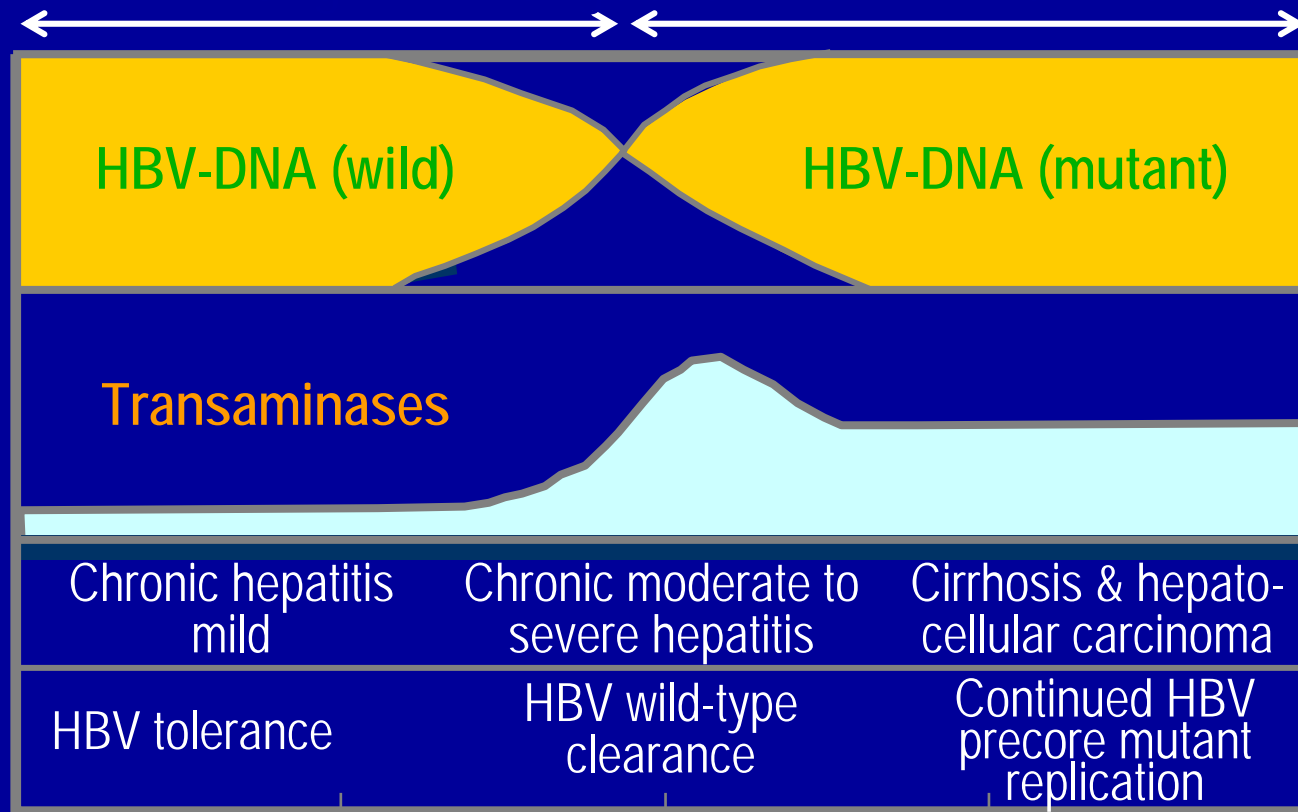 HBV-DNA (wild)
HBV-DNA (mutant)
Transaminases
Chronic hepatitis
mild
Chronic moderate to
severe hepatitis
Cirrhosis & hepato-
cellular carcinoma
HBV tolerance
HBV wild-type
clearance
Continued HBV
precore mutant
replication